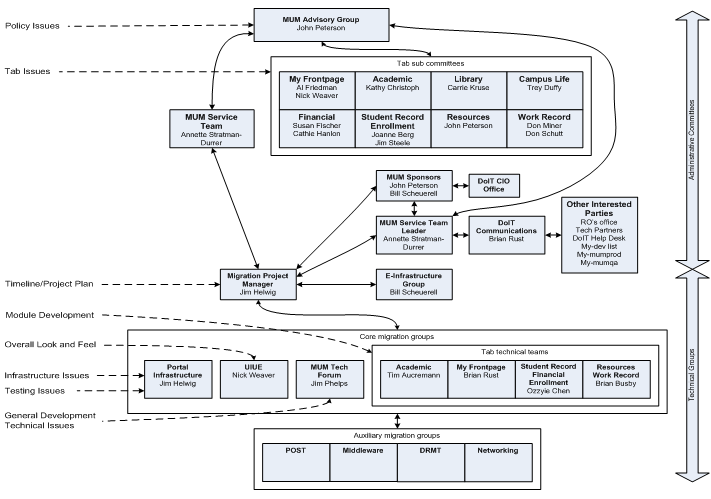 Policy Issues
MUM Advisory Group
John Peterson
Tab Issues
Tab sub committees
My Frontpage
Al Friedman
Nick Weaver
Academic
Kathy Christoph
Library
Carrie Kruse
Campus Life
Trey Duffy
Financial
Susan Fischer
Cathie Hanlon
Student Record
Enrollment
Joanne Berg
Jim Steele
Resources
John Peterson
Work Record
Don Miner
Don Schutt
MUM Service
Team
Annette Stratman-
Durrer
MUM Sponsors
John Peterson
Bill Scheuerell
DoIT CIO
Office
MUM Service Team
Leader
Annette Stratman-
Durrer
DoIT
Communications
Brian Rust
Other Interested
Parties
RO's office
Tech Partners
DoIT Help Desk
My-dev list
My-mumprod
My-mumqa
Timeline/Project Plan
Migration Project
Manager
Jim Helwig
E-Infrastructure
Group
Bill Scheuerell
Administrative Committees
Module Development
Core migration groups
Overall Look and Feel
Tab technical teams
Infrastructure Issues
Testing Issues
Portal
Infrastructure
Jim Helwig
UIUE
Nick Weaver
MUM Tech
Forum
Jim Phelps
Academic
Tim Aucremann
My Frontpage
Brian Rust
Student Record
Financial
Enrollment
Ozzyie Chen
Resources
Work Record
Brian Busby
General Development
Technical Issues
Auxiliary migration groups
POST
Middleware
DRMT
Networking
Technical Groups